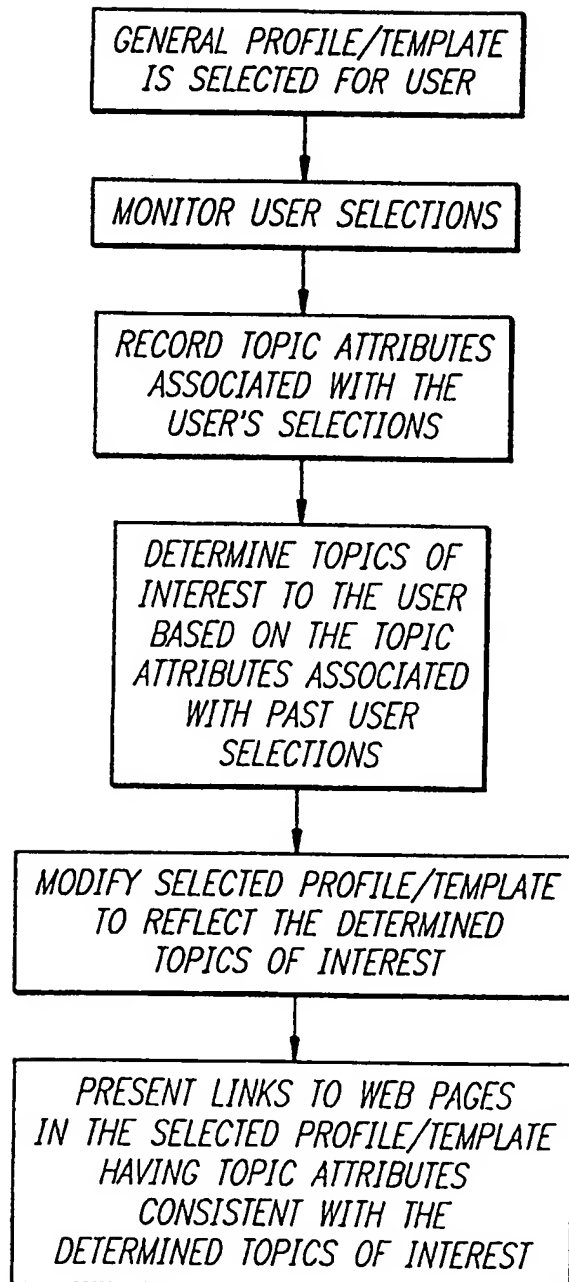 GENERAL PROFILE/TEMPLATE
IS SELECTED FOR USER
MONITOR USER SELECTIONS
RECORD TOPIC ATTRIBUTES
ASSOCIATED WITH THE
USER'S SELECTIONS
DETERMINE TOPICS OF
INTEREST TO THE USER
BASED ON THE TOPIC
ATTRIBUTES ASSOCIATED
WITH PAST USER
SELECTIONS
MODIFY SELECTED PROFILE/TEMPLATE
TO REFLECT THE DETERMINED
TOPICS OF INTEREST
PRESENT LINKS TO WEB PAGES
IN THE SELECTED PROFILE/TEMPLATE
HAVING TOPIC ATTRIBUTES
CONSISTENT WITH THE
DETERMINED TOPICS OF INTEREST